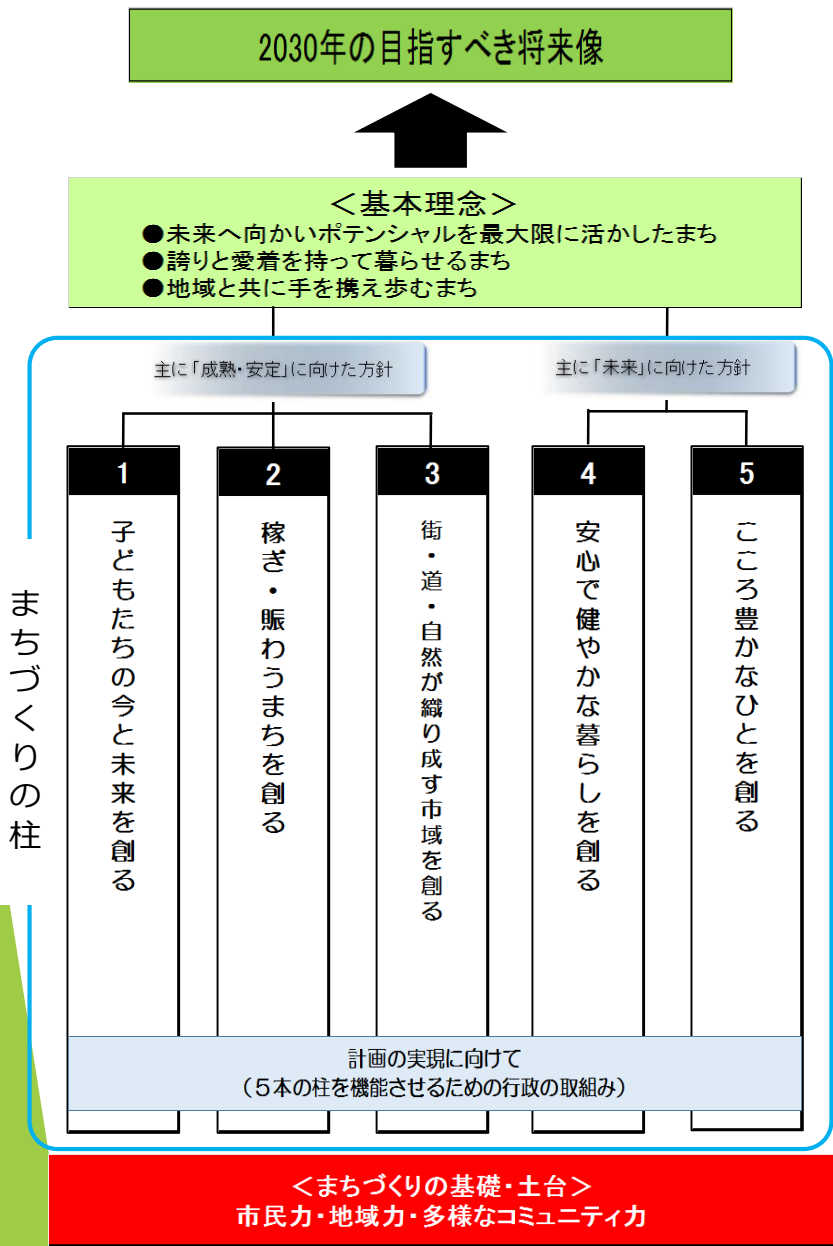 2030年の目指すべき将来像
＜基本理念＞
●未来へ向かいポテンシャルを最大限に活かしたまち
●誇りと愛着を持って暮らせるまち
●地域と共に手を携え歩むまち
主に「成熟・安定」に向けた方針
主に「未来」に向けた方針
まちづくりの柱
1
子どもたちの今と未来を創る
2
稼ぎ・賑わうまちを創る
3
街・道・自然が織り成す市域を創る
4
安心で健やかな暮らしを創る
5
こころ豊かなひとを創る
計画の実現に向けて
（５本の柱を機能させるための行政の取組み）
＜まちづくりの基礎・土台＞
市民力・地域力・多様なコミュニティ力